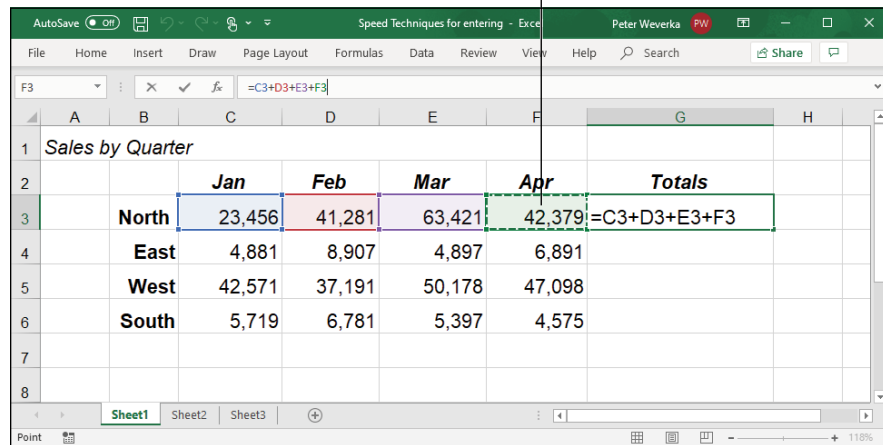 AutoSave Off Speed Techniques for entering - Excel Peter Weverka PW
File Home Insert Draw Page Layout Formulas Data Review View Help Search Share
F3 fx =C3+D3+E3+F3
A B C D E F G H
1 Sales by Quarter
2 Jan Feb Mar Apr Totals
3 North 23,456 41,281 63,421 42,379 =C3+D3+E3+F3
4 East 4,881 8,907 4,897 6,891
5 West 42,571 37,191 50,178 47,098
6 South 5,719 6,781 5,397 4,575
7
8
Sheet1 Sheet2 Sheet3
Point 118%